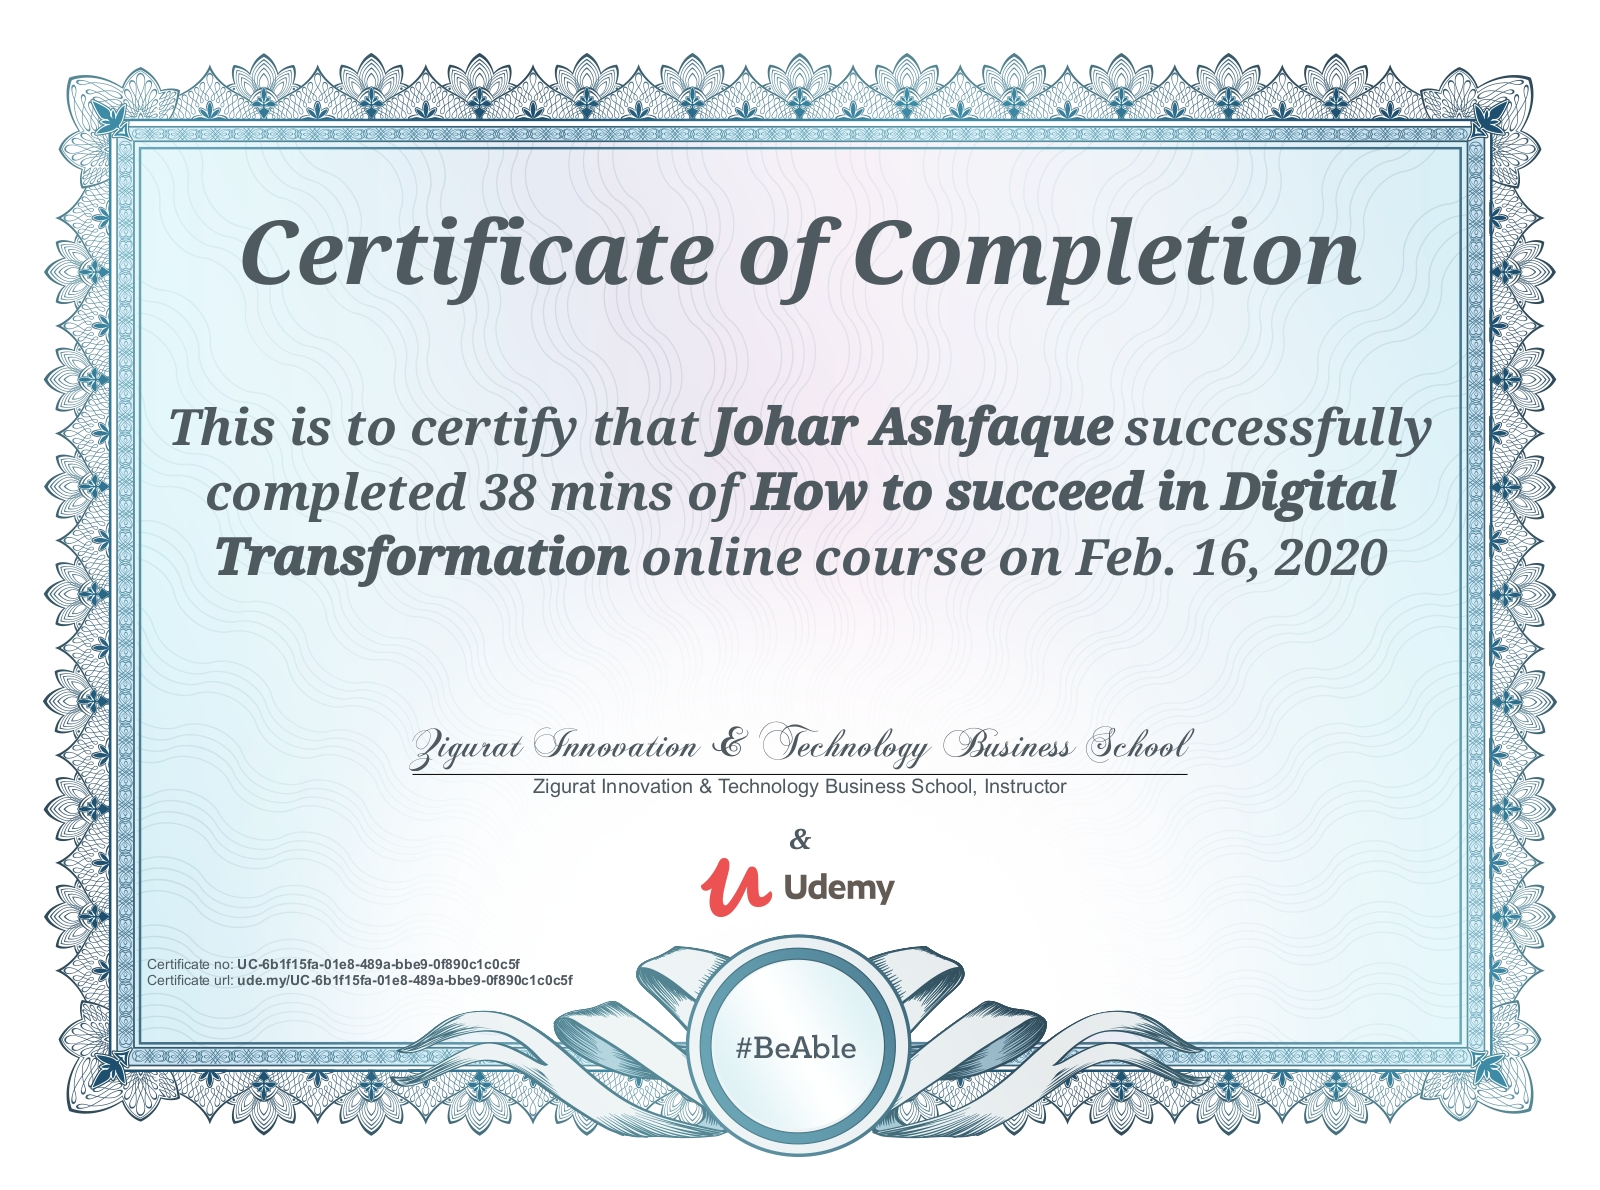 Certificate of Completion
This is to certify that Johar Ashfaque successfully
completed 38 mins of How to succeed in Digital
Transformation online course on Feb. 16, 2020
Zigurat Innovation & Technology Business School
Zigurat Innovation & Technology Business School, Instructor
&
Udemy
Certificate no: UC-6b1f15fa-01e8-489a-bbe9-0f890c1c0c5f
Certificate url: ude.my/UC-6b1f15fa-01e8-489a-bbe9-0f890c1c0c5f
#BeAble